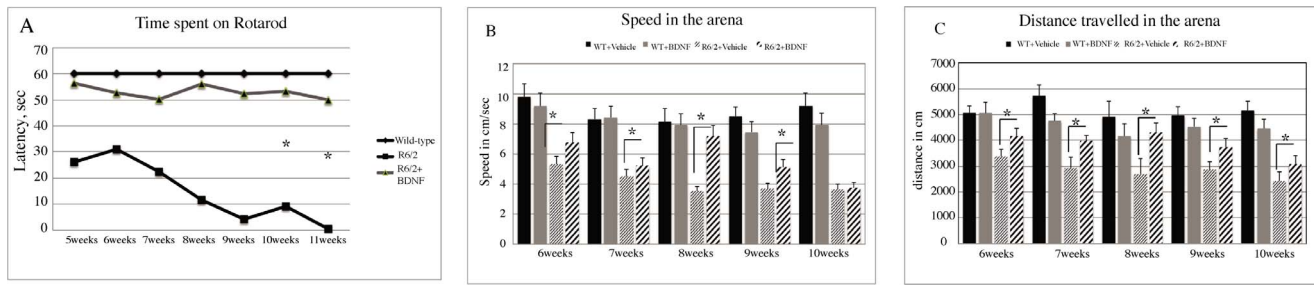 A
Time spent on Rotarod
70
60
50
40
30
20
10
0
Latency, sec
*
*
5weeks 6weeks 7weeks 8weeks 9weeks 10weeks 11weeks
Wild-type
R6/2
R6/2+
BDNF
B
Speed in the arena
WT+Vehicle WT+BDNF R6/2+Vehicle R6/2+BDNF
12
10
8
6
4
2
0
Speed in cm/sec
*
*
*
*
6weeks 7weeks 8weeks 9weeks 10weeks
C
Distance travelled in the arena
WT+Vehicle WT+BDNF R6/2+Vehicle R6/2+BDNF
7000
6000
5000
4000
3000
2000
1000
0
distance in cm
*
*
*
*
*
6weeks 7weeks 8weeks 9weeks 10weeks